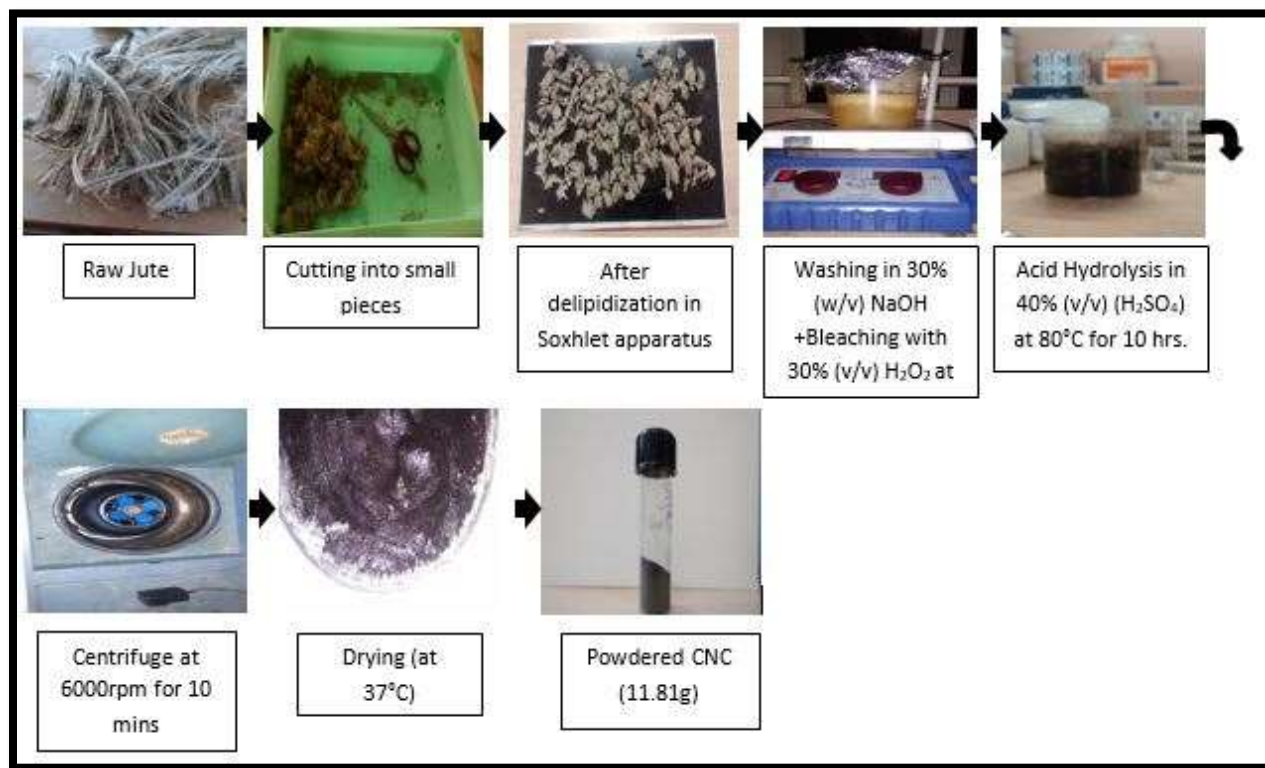 Raw Jute
Cutting into small
pieces
After
delipidization in
Soxhlet apparatus
Washing in 30%
(w/v) NaOH
+Bleaching with
30% (v/v) H₂O₂ at
Acid Hydrolysis in
40% (v/v) (H₂SO₄)
at 80°C for 10 hrs.
Centrifuge at
6000rpm for 10
mins
Drying (at
37°C)
Powdered CNC
(11.81g)